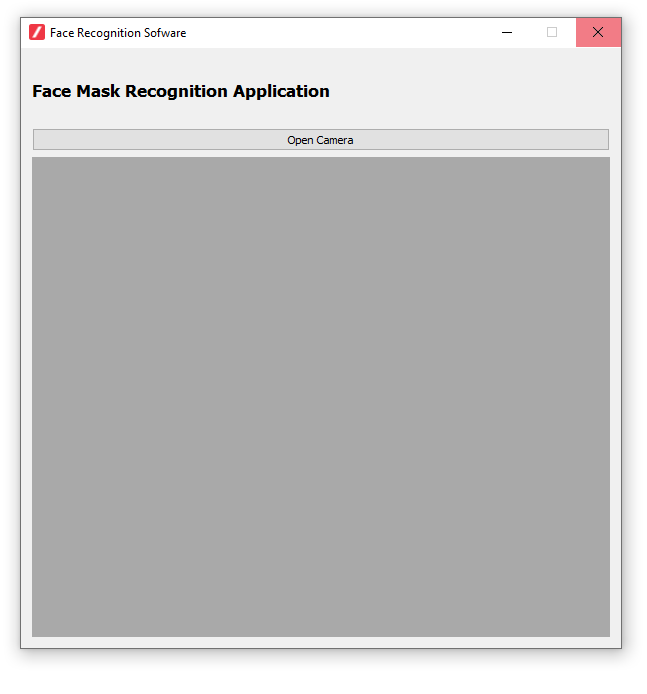 Face Recognition Sofware
Face Mask Recognition Application
Open Camera